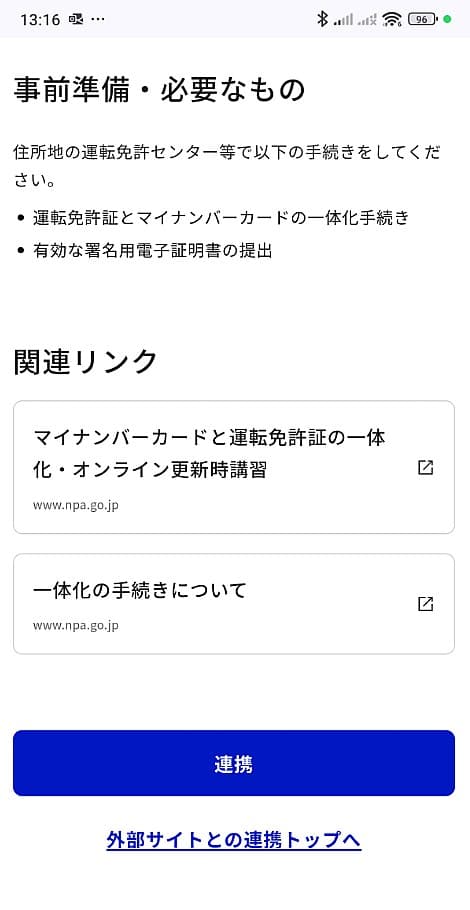 13:16 ... 96
事前準備・必要なもの
住所地の運転免許センター等で以下の手続きをしてくだ
さい。
• 運転免許証とマイナンバーカードの一体化手続き
• 有効な署名用電子証明書の提出
関連リンク
マイナンバーカードと運転免許証の一体
化・オンライン更新時講習
www.npa.go.jp
一体化の手続きについて
www.npa.go.jp
連携
外部サイトとの連携トップへ